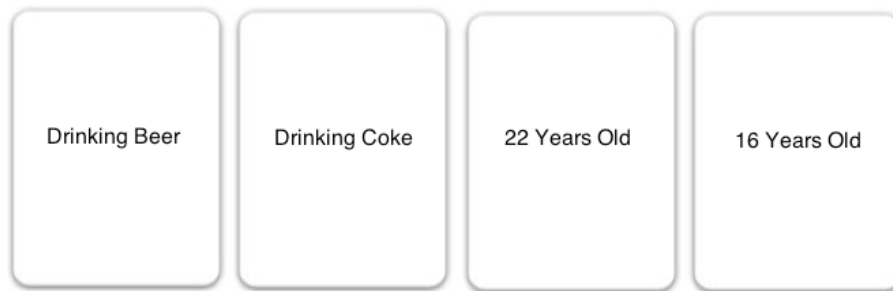 Drinking Beer
Drinking Coke
22 Years Old
16 Years Old